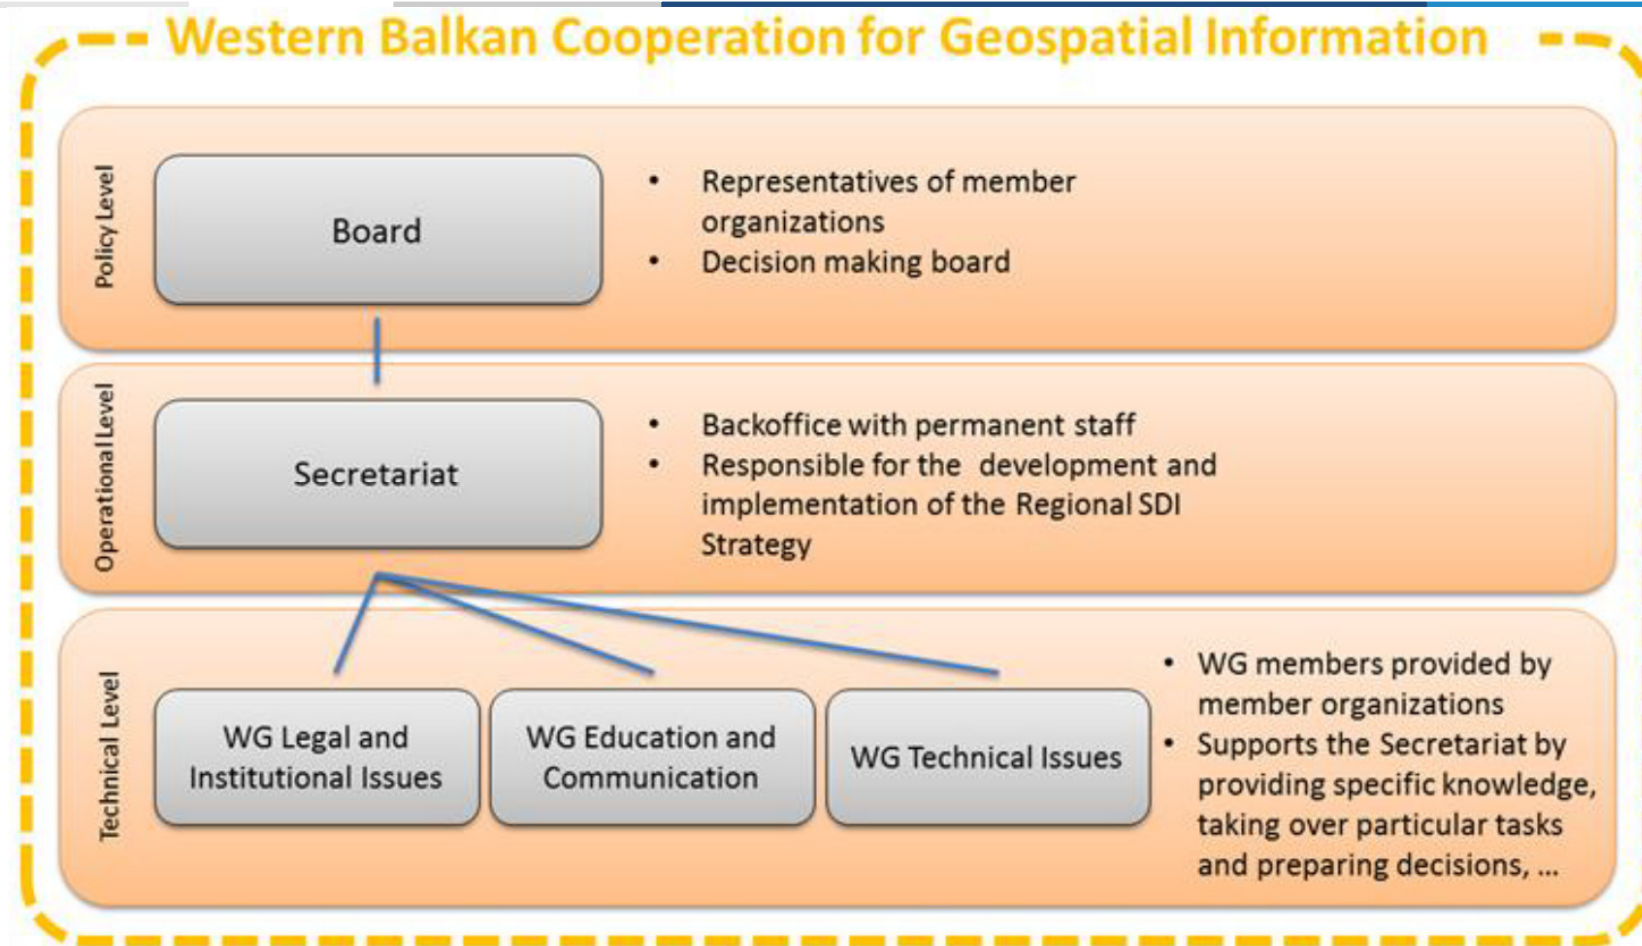 Western Balkan Cooperation for Geospatial Information
Policy Level
Board
• Representatives of member
organizations
• Decision making board
Operational Level
Secretariat
• Backoffice with permanent staff
• Responsible for the development and
implementation of the Regional SDI
Strategy
Technical Level
WG Legal and
Institutional Issues
WG Education and
Communication
WG Technical Issues
• WG members provided by
member organizations
• Supports the Secretariat by
providing specific knowledge,
taking over particular tasks
and preparing decisions, ...